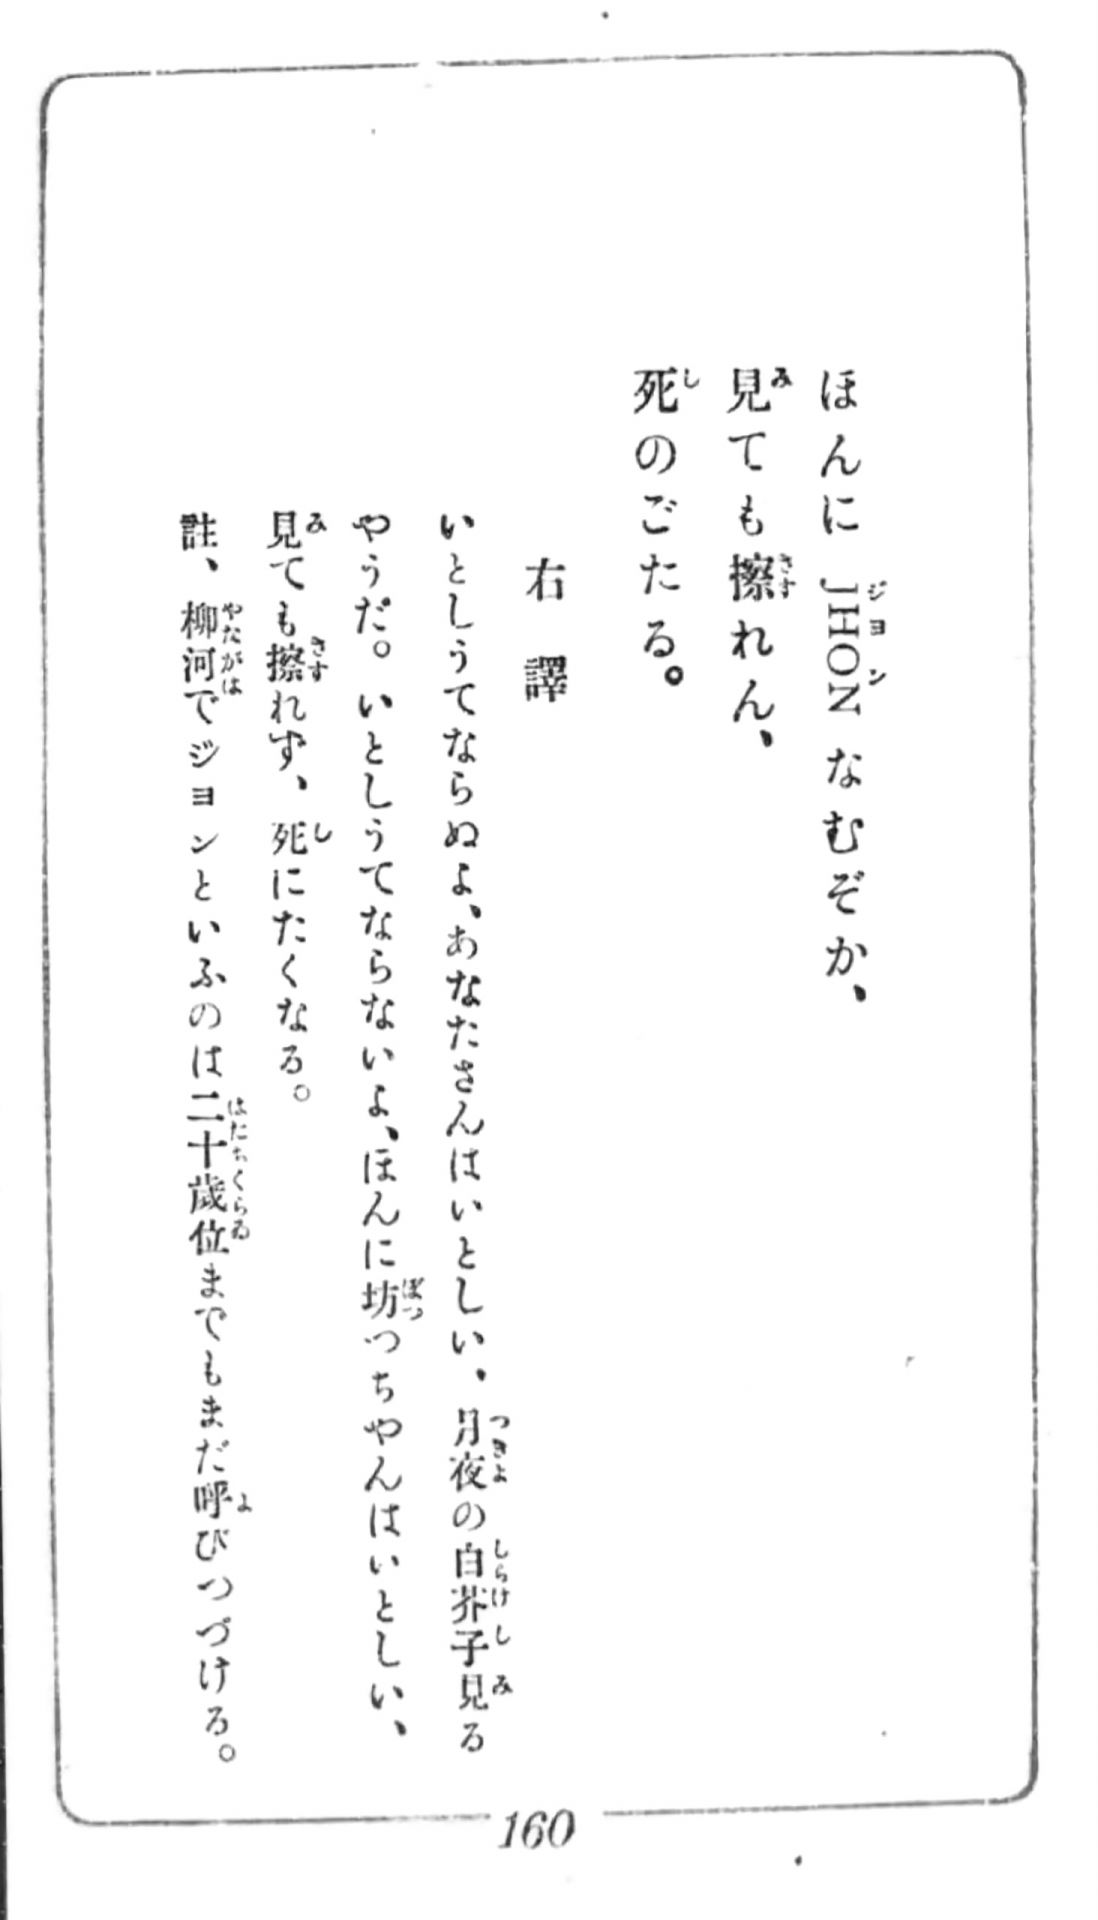 ほんに JHON なむぞか、
見ても擦れん、
死のごたる。
右譯
いとしうてならぬよ、あなたさんはいとしい、月夜の白芥子見る
やうだ。いとしうてならないよ、ほんに坊つちやんはいとしい、
見ても擦れず、死にたくなる。
註、柳河でジヨンといふのは二十歳位までもまだ呼びつづける。
160